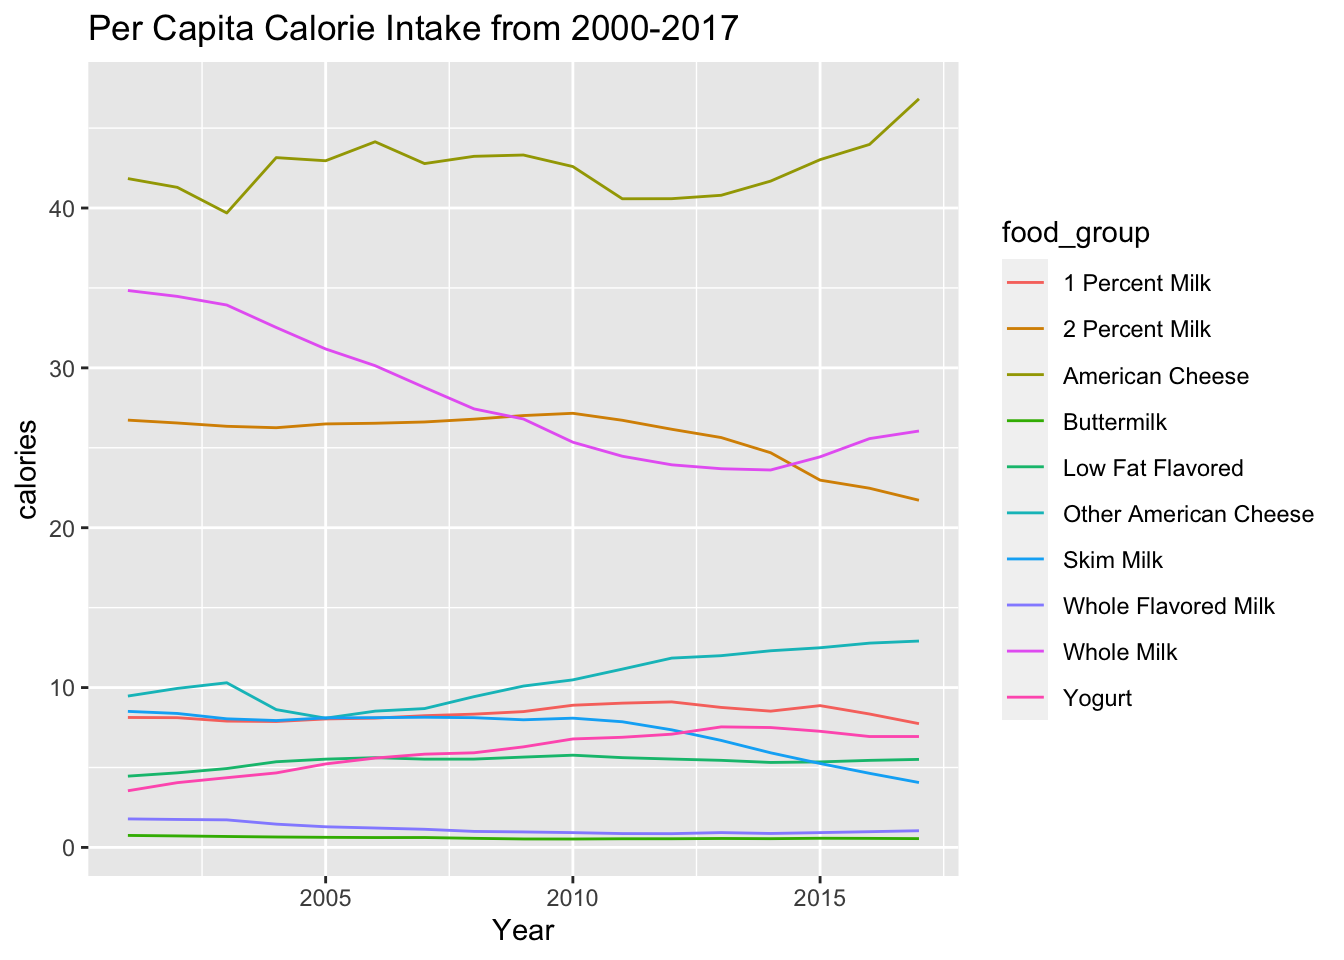 Per Capita Calorie Intake from 2000-2017
calories
40
30
20
10
0
2005
2010
2015
Year
food_group
1 Percent Milk
2 Percent Milk
American Cheese
Buttermilk
Low Fat Flavored
Other American Cheese
Skim Milk
Whole Flavored Milk
Whole Milk
Yogurt